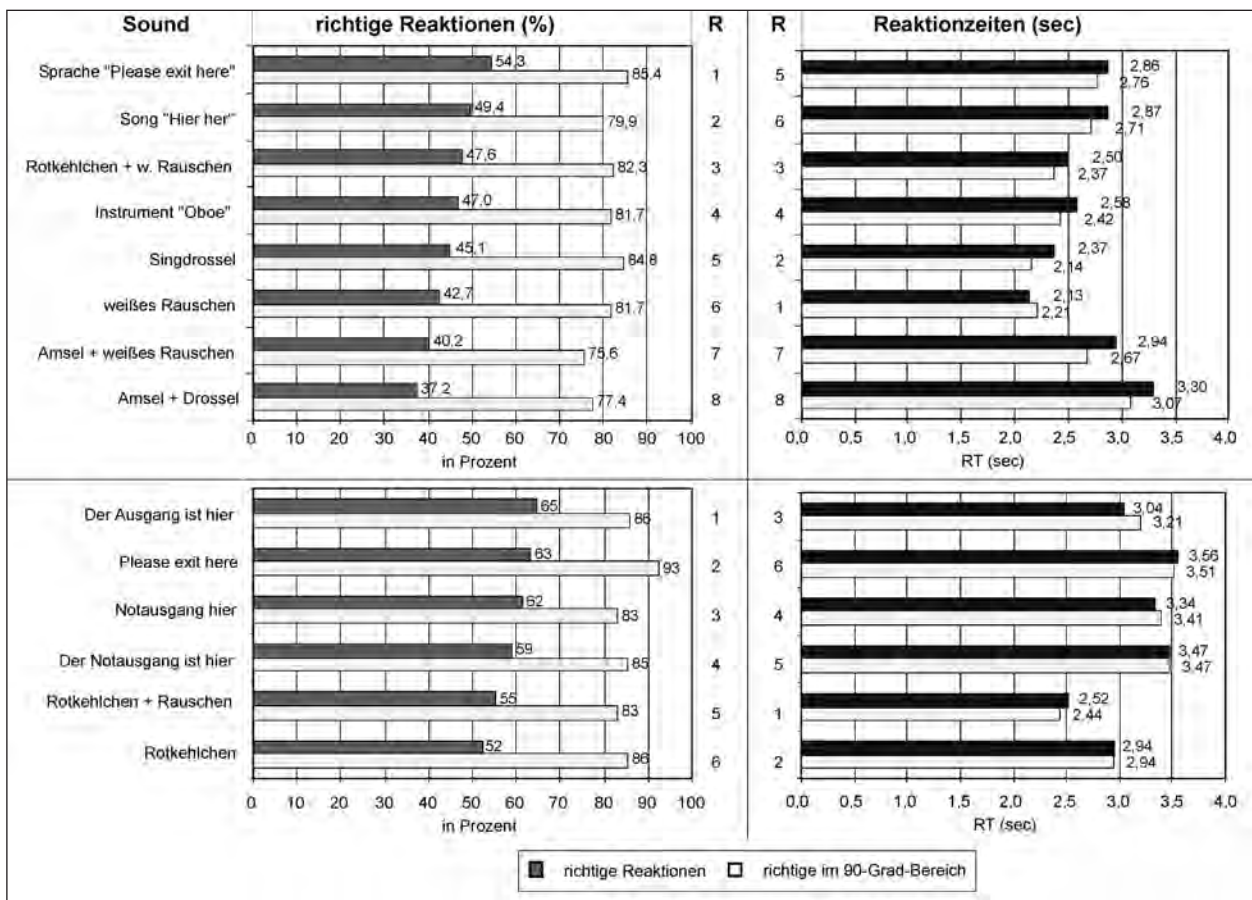 Sound richtige Reaktionen (%) R R Reaktionzeiten (sec)
Sprache "Please exit here" 54,3 85,4 1 5 2,86 2,76
Song "Hier her" 49,4 79,9 2 6 2,87 2,71
Rotkehlchen + w. Rauschen 47,6 82,3 3 3 2,50 2,37
Instrument "Oboe" 47,0 81,7 4 4 2,58 2,42
Singdrossel 45,1 84,8 5 2 2,37 2,14
weißes Rauschen 42,7 81,7 6 1 2,13 2,21
Amsel + weißes Rauschen 40,2 75,6 7 7 2,94 2,67
Amsel + Drossel 37,2 77,4 8 8 3,30 3,07
0 10 20 30 40 50 60 70 80 90 100 0,0 0,5 1,0 1,5 2,0 2,5 3,0 3,5 4,0
in Prozent RT (sec)
Der Ausgang ist hier 65 86 1 3 3,04 3,21
Please exit here 63 93 2 6 3,56 3,51
Notausgang hier 62 83 3 4 3,34 3,41
Der Notausgang ist hier 59 85 4 5 3,47 3,47
Rotkehlchen + Rauschen 55 83 5 1 2,52 2,44
Rotkehlchen 52 86 6 2 2,94 2,94
0 10 20 30 40 50 60 70 80 90 100 0,0 0,5 1,0 1,5 2,0 2,5 3,0 3,5 4,0
in Prozent RT (sec)
richtige Reaktionen richtige im 90-Grad-Bereich